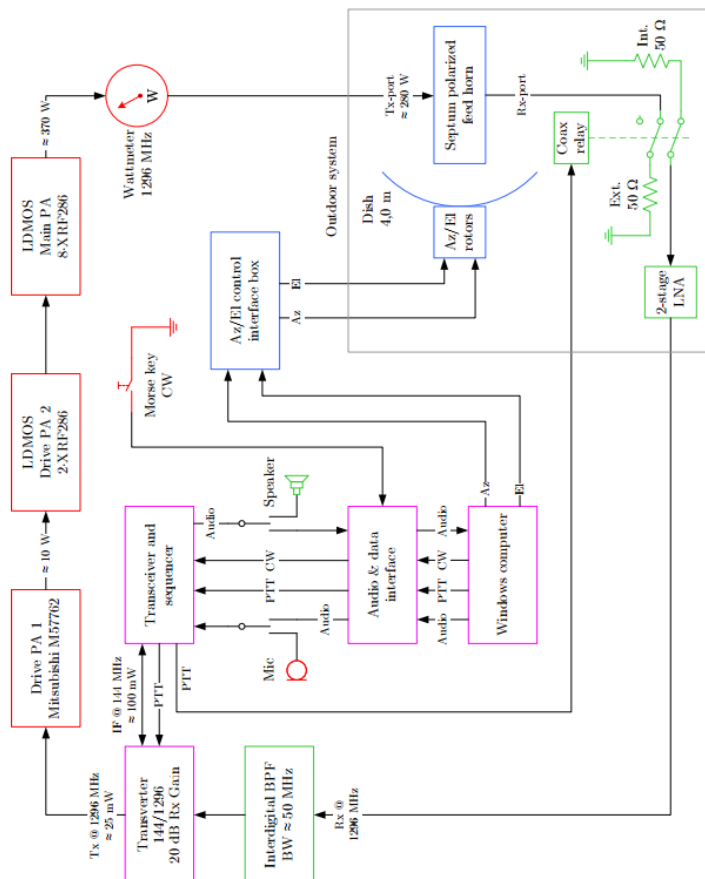 Tx @ 1296 MHz
≈ 25 mW
Drive PA 1
Mitsubishi M57762
≈ 10 W
LDMOS
Drive PA 2
2-XRF286
LDMOS
Main PA
8-XRF286
≈ 370 W
W
Wattmeter
1296 MHz
Transverter
144/1296
20 dB Rx Gain
IF @ 144 MHz
≈ 100 mW
PTT
PTT
Transceiver and
sequencer
Audio
Speaker
CW
PTT
Mic
Audio
Morse key
CW
Audio & data
interface
Audio
CW
PTT
Audio
Windows computer
Az
El
Az/El control
interface box
El
Az
Outdoor system
Dish
4,0 m
Az/El
rotors
Tx-port
≈ 280 W
Septum polarized
feed horn
Rx-port
Coax
relay
Int.
50 Ω
Ext.
50 Ω
2-stage
LNA
Interdigital BPF
BW ≈ 50 MHz
Rx @
1296 MHz